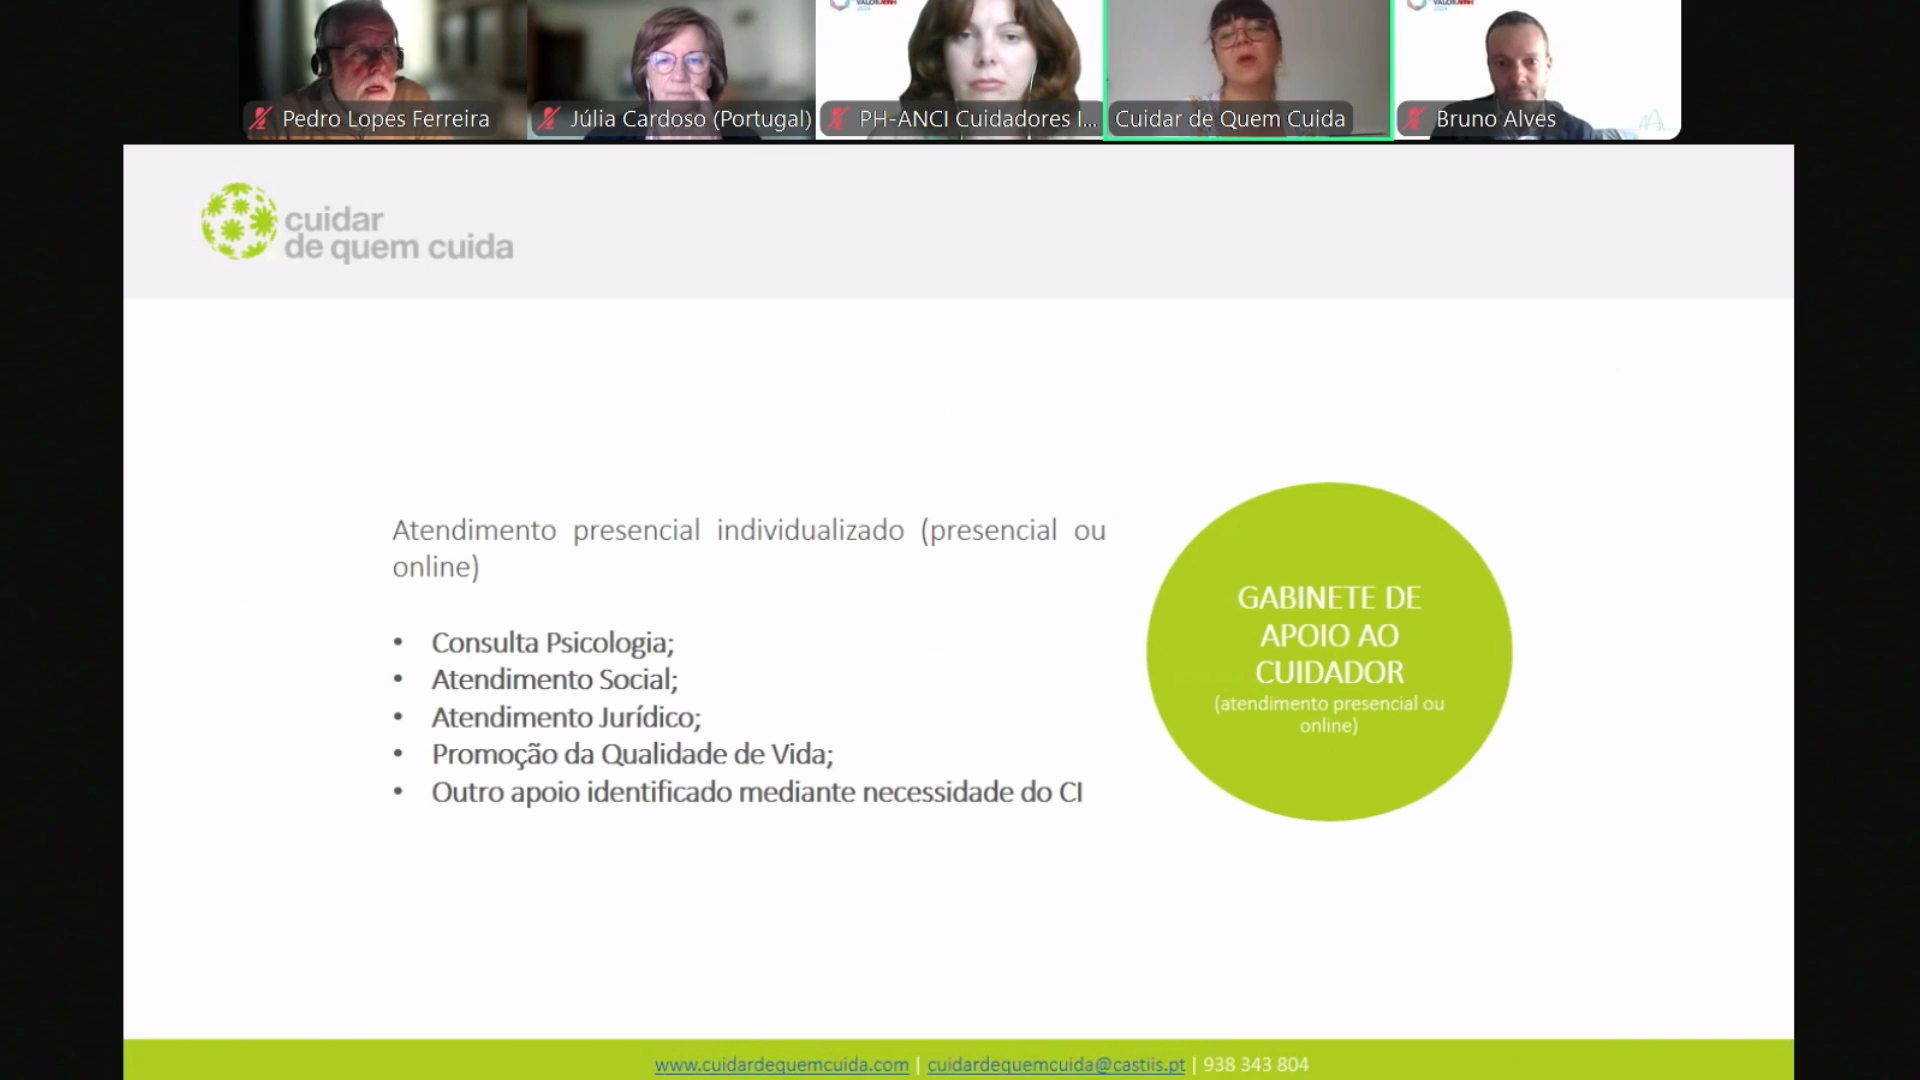 VALOR
2024
Pedro Lopes Ferreira
Júlia Cardoso (Portugal)
PH-ANCI Cuidadores I...
Cuidar de Quem Cuida
Bruno Alves
cuidar
de quem cuida
Atendimento presencial individualizado (presencial ou
online)
• Consulta Psicologia;
• Atendimento Social;
• Atendimento Jurídico;
• Promoção da Qualidade de Vida;
• Outro apoio identificado mediante necessidade do CI
GABINETE DE
APOIO AO
CUIDADOR
(atendimento presencial ou
online)
www.cuidardequemcuida.com | cuidardequemcuida@castiis.pt | 938 343 804